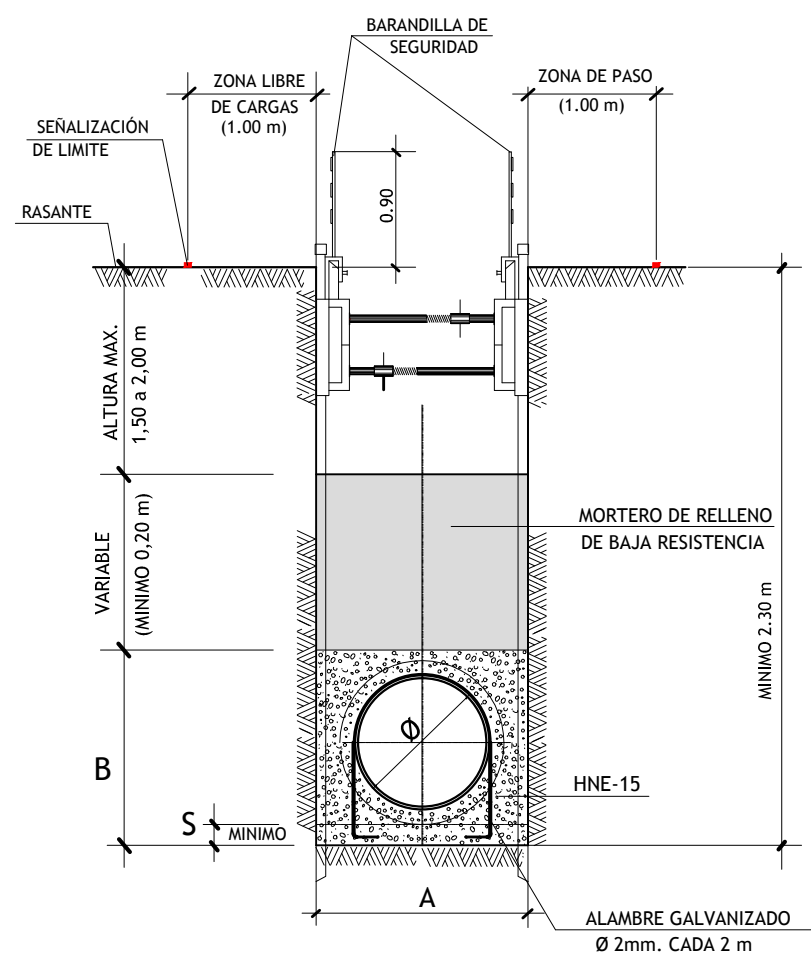 BARANDILLA DE
SEGURIDAD
ZONA LIBRE
DE CARGAS
(1.00 m)
ZONA DE PASO
(1.00 m)
SEÑALIZACIÓN
DE LIMITE
RASANTE
0.90
ALTURA MAX.
1,50 a 2,00 m
VARIABLE
(MINIMO 0,20 m)
MORTERO DE RELLENO
DE BAJA RESISTENCIA
MINIMO 2.30 m
Ø
B
S
MINIMO
HNE-15
A
ALAMBRE GALVANIZADO
Ø 2mm. CADA 2 m